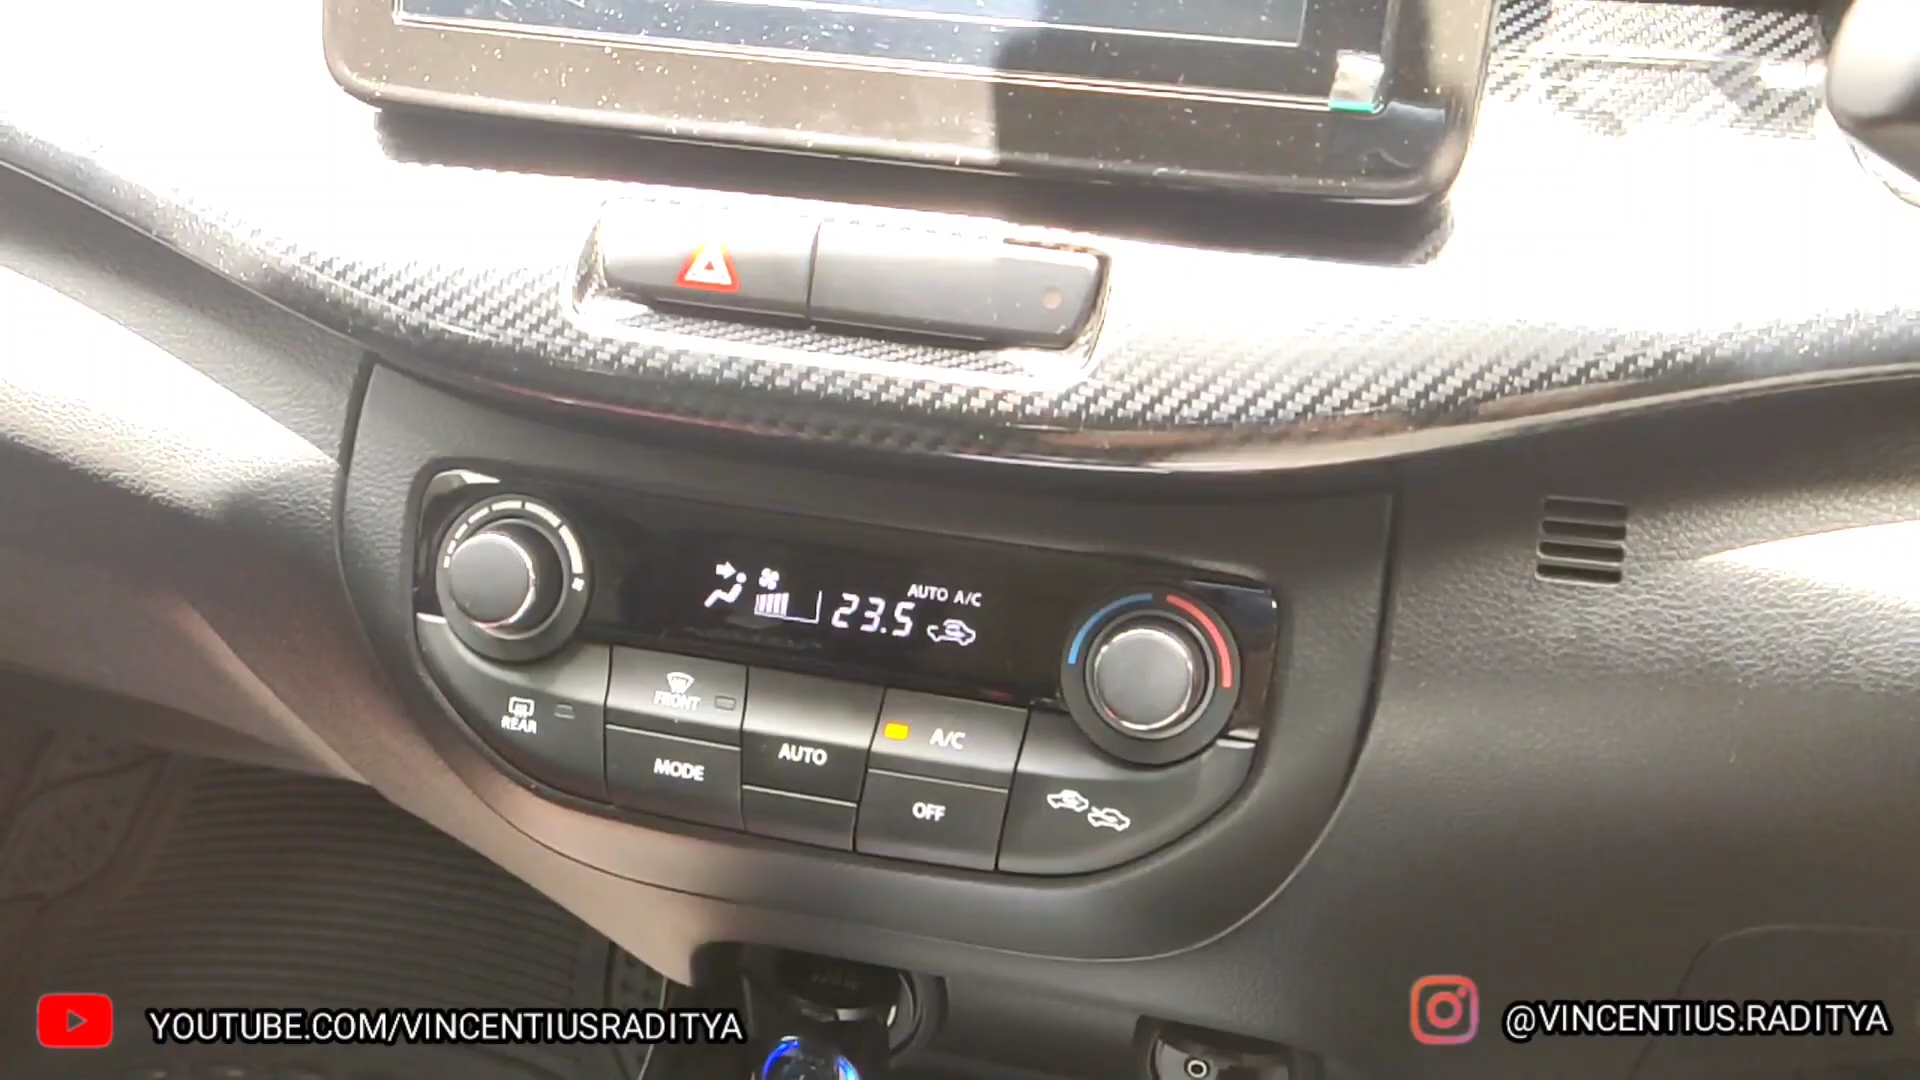 AUTO A/C
23.5
REAR
FRONT
MODE
AUTO
A/C
OFF
YOUTUBE.COM/VINCENTIUSRADITYA
@VINCENTIUS.RADITYA